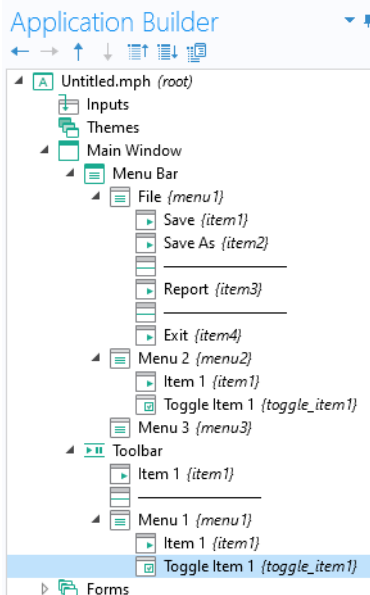 Application Builder
Untitled.mph (root)
Inputs
Themes
Main Window
Menu Bar
File {menu1}
Save {item1}
Save As {item2}
Report {item3}
Exit {item4}
Menu 2 {menu2}
Item 1 {item1}
Toggle Item 1 {toggle_item1}
Menu 3 {menu3}
Toolbar
Item 1 {item1}
Menu 1 {menu1}
Item 1 {item1}
Toggle Item 1 {toggle_item1}
Forms